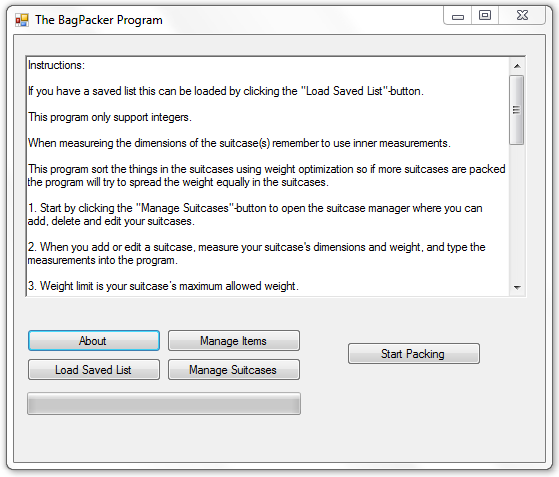 The BagPacker Program
Instructions:
If you have a saved list this can be loaded by clicking the "Load Saved List"-button.
This program only support integers.
When measureing the dimensions of the suitcase(s) remember to use inner measurements.
This program sort the things in the suitcases using weight optimization so if more suitcases are packed
the program will try to spread the weight equally in the suitcases.
1. Start by clicking the "Manage Suitcases"-button to open the suitcase manager where you can
add, delete and edit your suitcases.
2. When you add or edit a suitcase, measure your suitcase's dimensions and weight, and type the
measurements into the program.
3. Weight limit is your suitcase's maximum allowed weight.
About
Manage Items
Start Packing
Load Saved List
Manage Suitcases